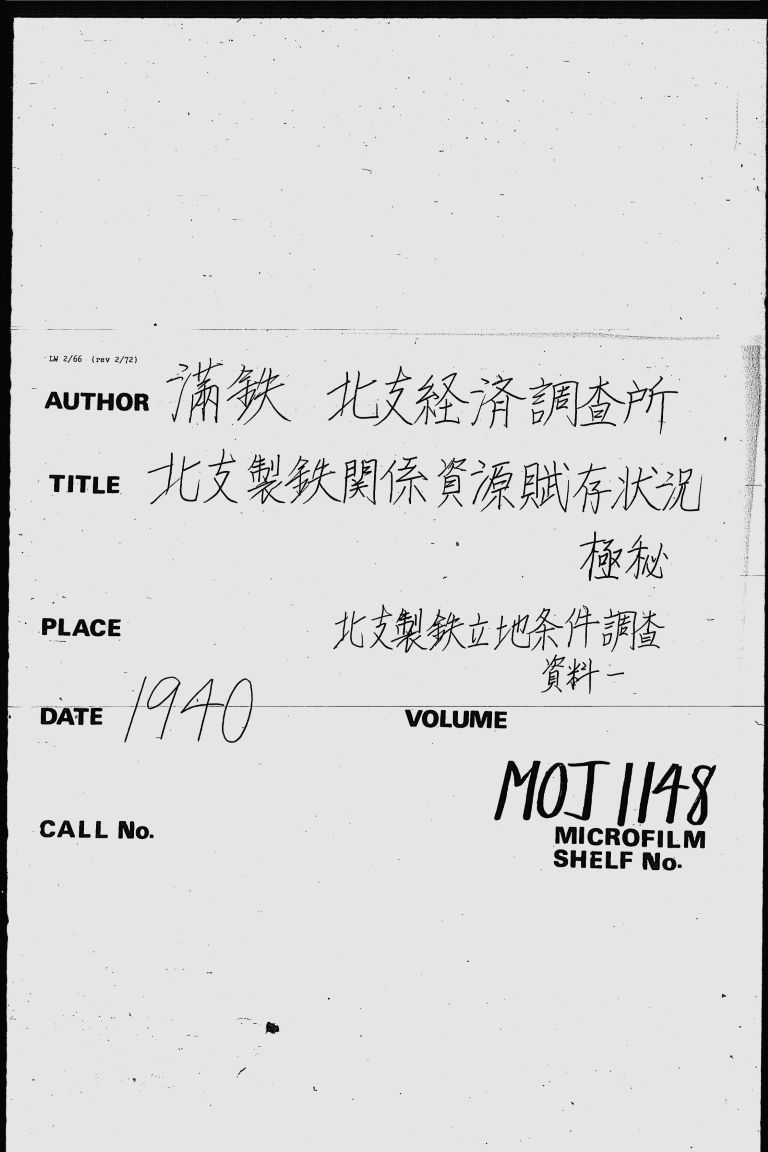 LW 2/66 (rev 2/72)
AUTHOR 満鉄 北支経済調査所
TITLE 北支製鉄関係資源賦存状況
極秘
PLACE 北支製鉄立地条件調査
資料一
DATE 1940 VOLUME
MOJ 1148
CALL No. MICROFILM
SHELF No.